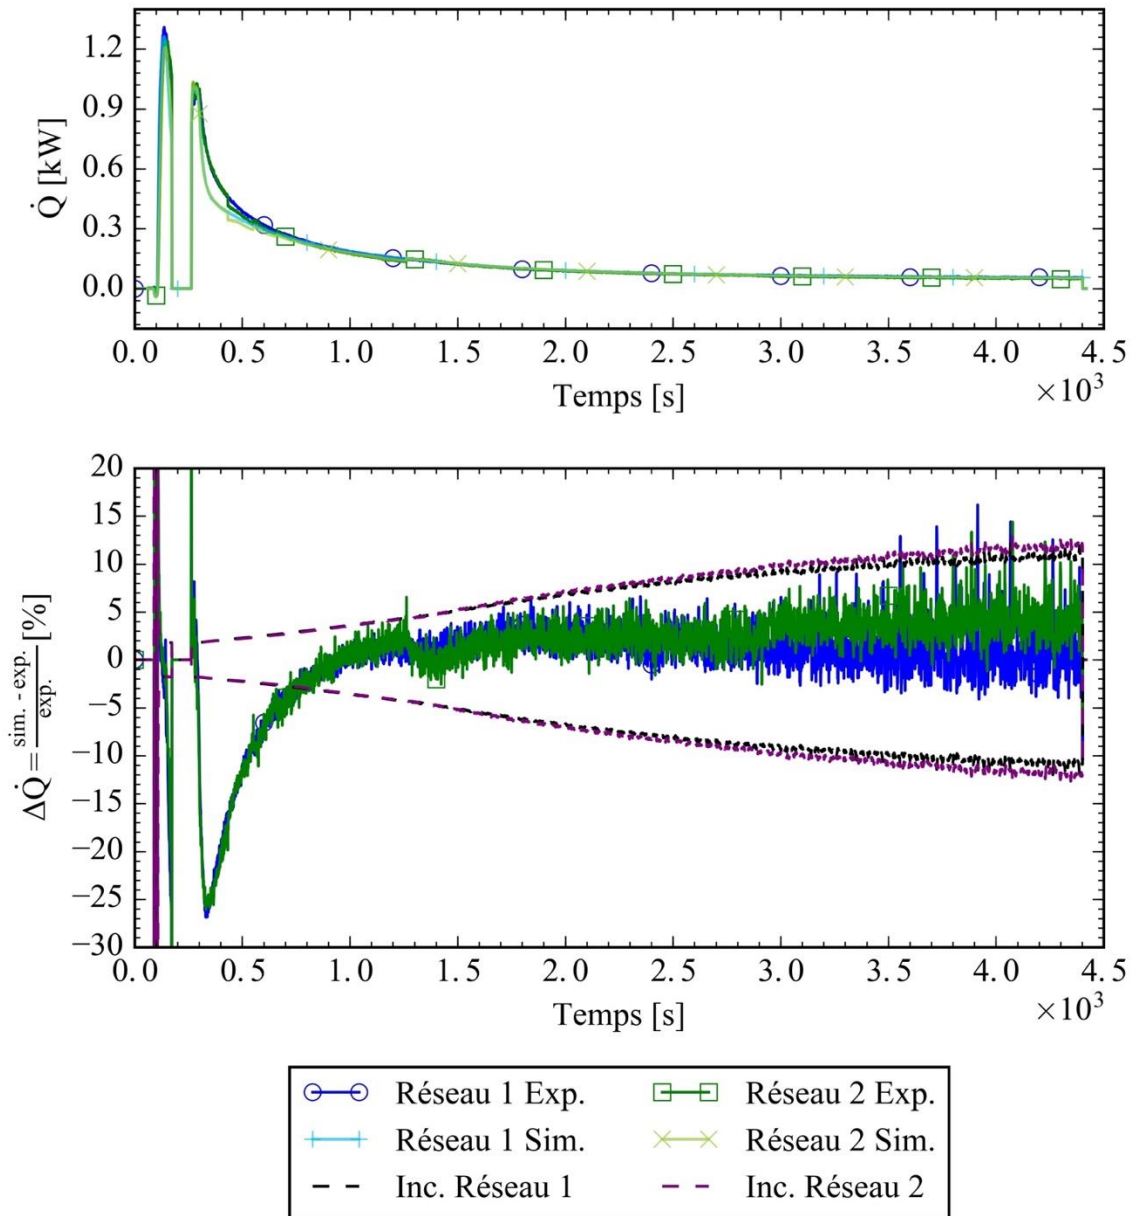 1.2
0.9
0.6
0.3
0.0
Q̇ [kW]
0.0 0.5 1.0 1.5 2.0 2.5 3.0 3.5 4.0 4.5
Temps [s]
×10³
20
15
10
5
0
−5
−10
−15
−20
−25
−30
ΔQ̇ = sim. - exp. / exp. [%]
0.0 0.5 1.0 1.5 2.0 2.5 3.0 3.5 4.0 4.5
Temps [s]
×10³
Réseau 1 Exp. Réseau 2 Exp.
Réseau 1 Sim. Réseau 2 Sim.
Inc. Réseau 1 Inc. Réseau 2